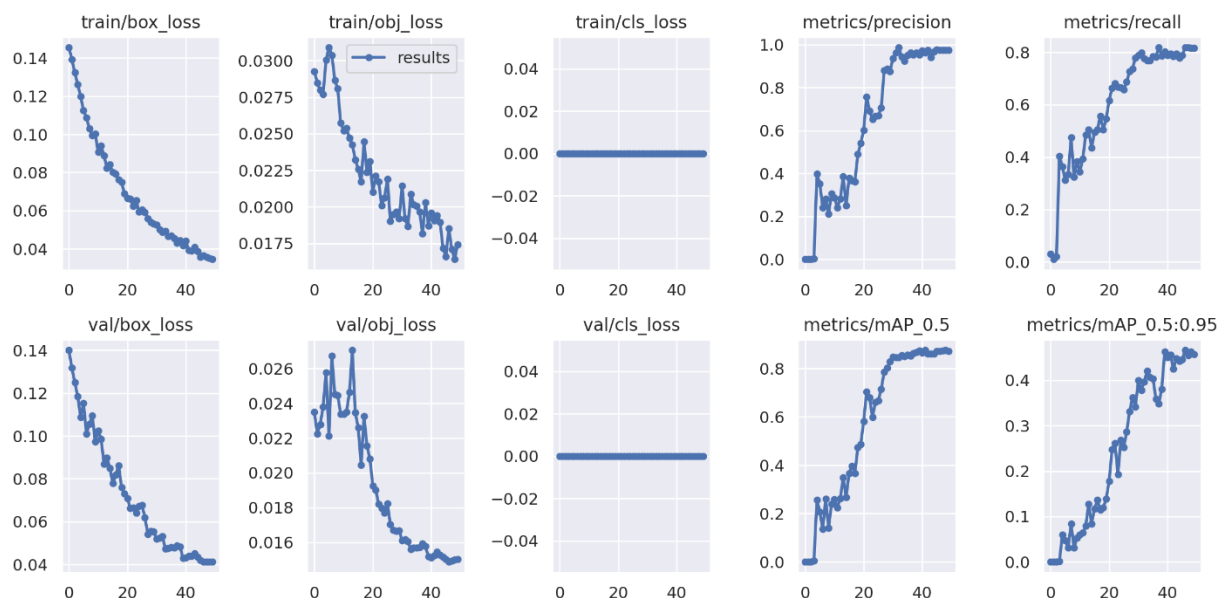 train/box_loss
train/obj_loss
train/cls_loss
metrics/precision
metrics/recall
0.14
0.12
0.10
0.08
0.06
0.04
0 20 40
results
0.0300
0.0275
0.0250
0.0225
0.0200
0.0175
0 20 40
0.04
0.02
0.00
−0.02
−0.04
0 20 40
1.0
0.8
0.6
0.4
0.2
0.0
0 20 40
0.8
0.6
0.4
0.2
0.0
0 20 40
val/box_loss
val/obj_loss
val/cls_loss
metrics/mAP_0.5
metrics/mAP_0.5:0.95
0.14
0.12
0.10
0.08
0.06
0.04
0 20 40
0.026
0.024
0.022
0.020
0.018
0.016
0 20 40
0.04
0.02
0.00
−0.02
−0.04
0 20 40
0.8
0.6
0.4
0.2
0.0
0 20 40
0.4
0.3
0.2
0.1
0.0
0 20 40